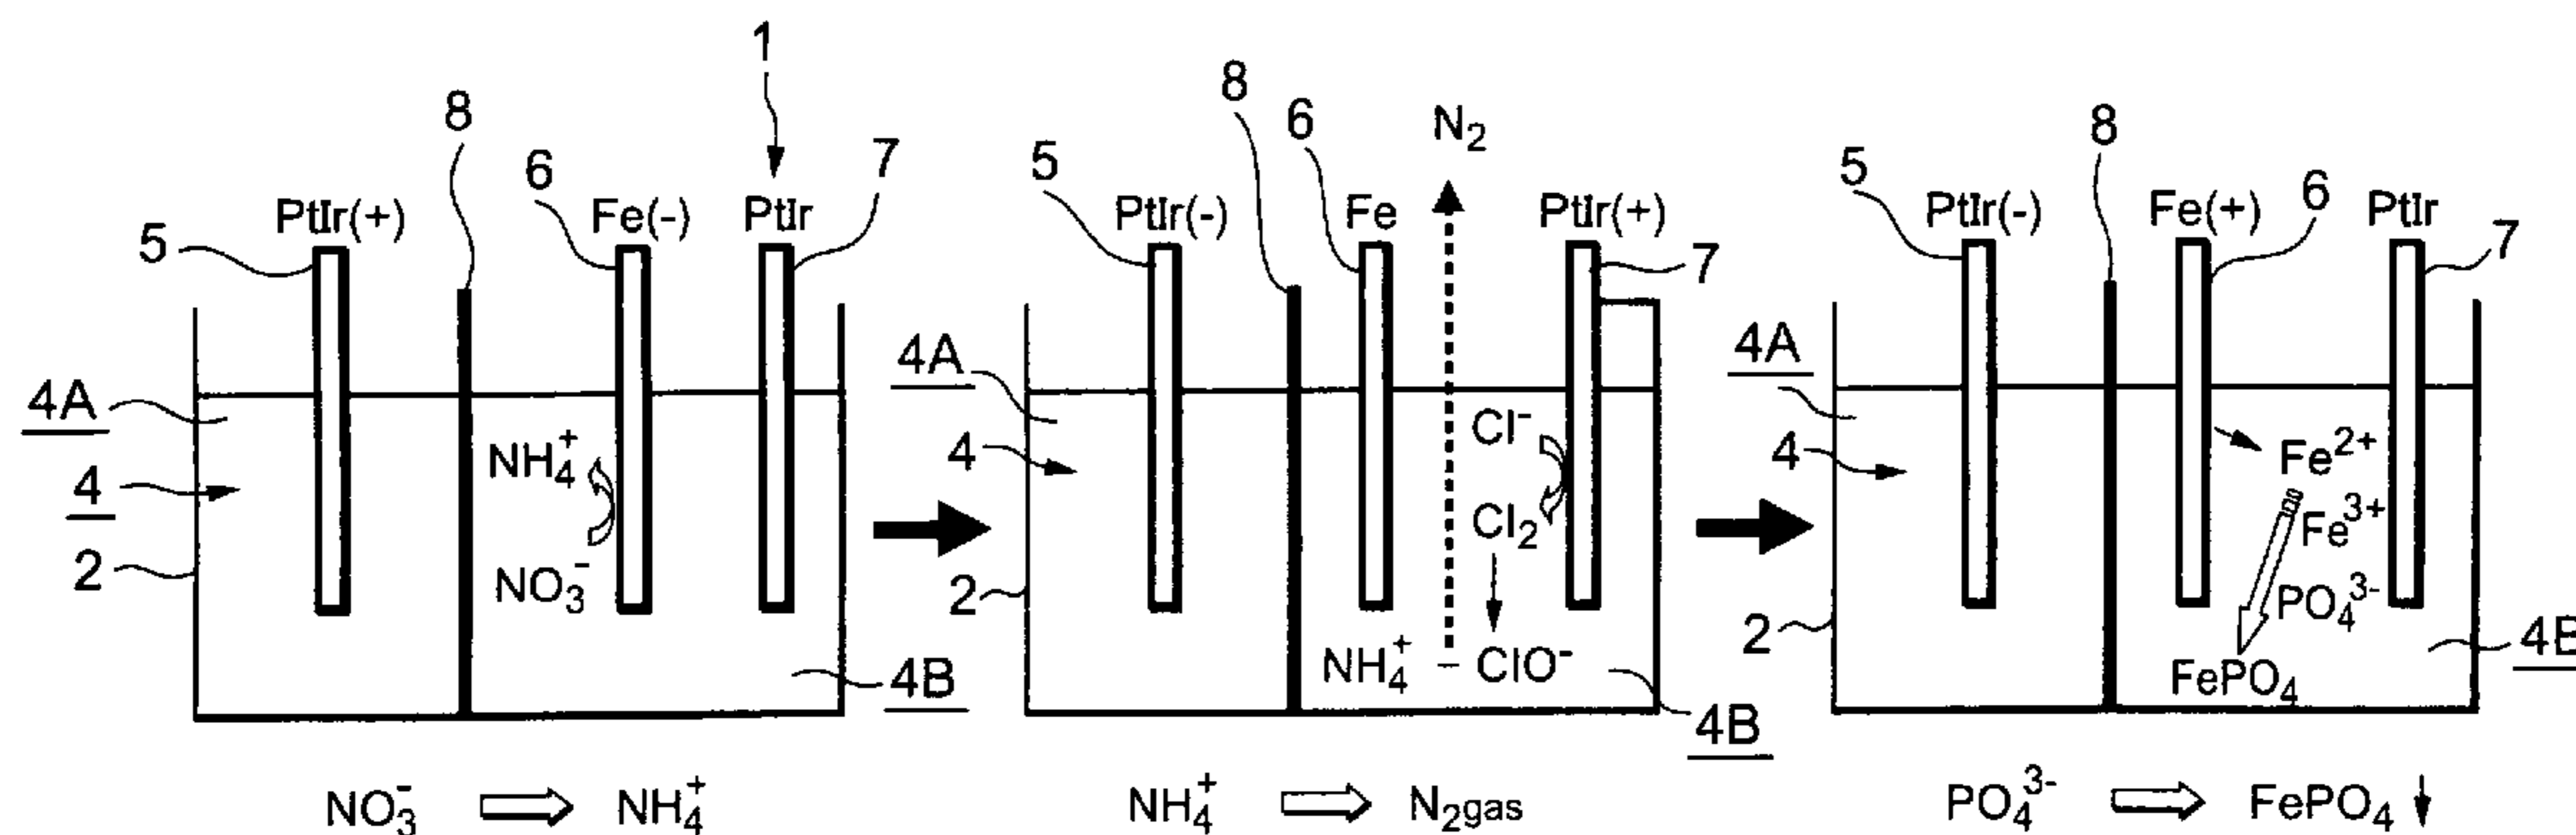 1
8
6
7
5
PtIr(+)
Fe(-)
PtIr
4A
4
2
NH₄⁺
NO₃⁻
4B
NO₃⁻ ⇨ NH₄⁺
8
6
N₂
5
7
PtIr(-)
Fe
PtIr(+)
4A
4
2
Cl⁻
Cl₂
NH₄⁺ – ClO⁻
4B
NH₄⁺ ⇨ N₂gas
8
5
6
7
PtIr(-)
Fe(+)
PtIr
4A
4
2
Fe²⁺
Fe³⁺
PO₄³⁻
FePO₄
4B
PO₄³⁻ ⇨ FePO₄ ↓